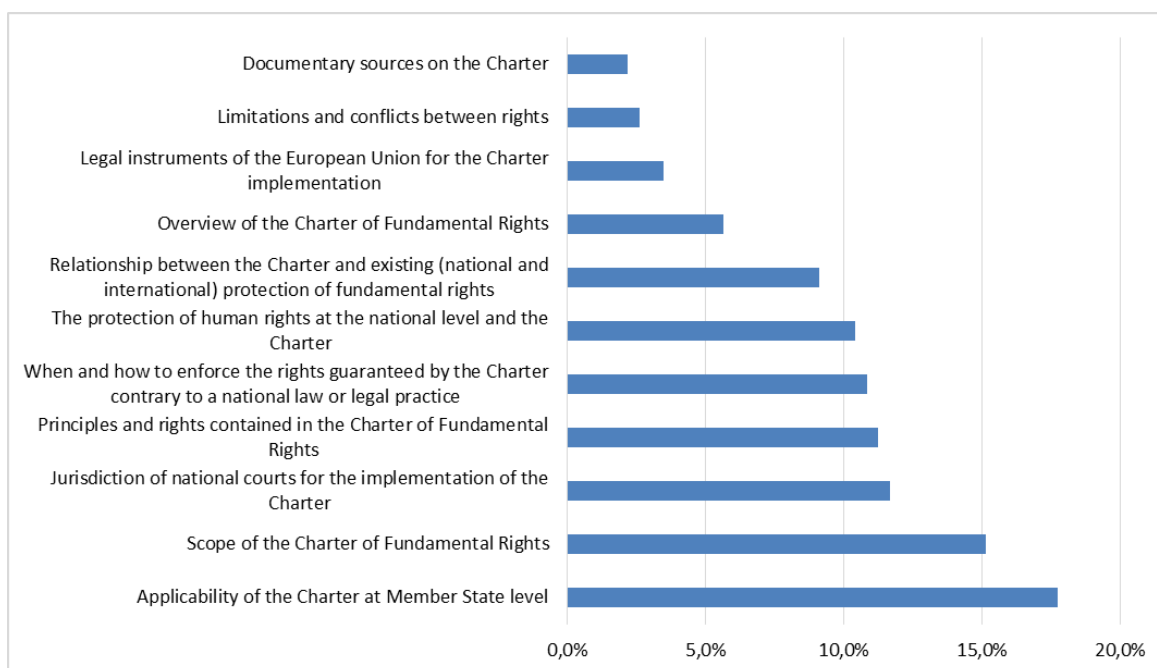 Documentary sources on the Charter
Limitations and conflicts between rights
Legal instruments of the European Union for the Charter
implementation
Overview of the Charter of Fundamental Rights
Relationship between the Charter and existing (national and
international) protection of fundamental rights
The protection of human rights at the national level and the
Charter
When and how to enforce the rights guaranteed by the Charter
contrary to a national law or legal practice
Principles and rights contained in the Charter of Fundamental
Rights
Jurisdiction of national courts for the implementation of the
Charter
Scope of the Charter of Fundamental Rights
Applicability of the Charter at Member State level
0,0% 5,0% 10,0% 15,0% 20,0%